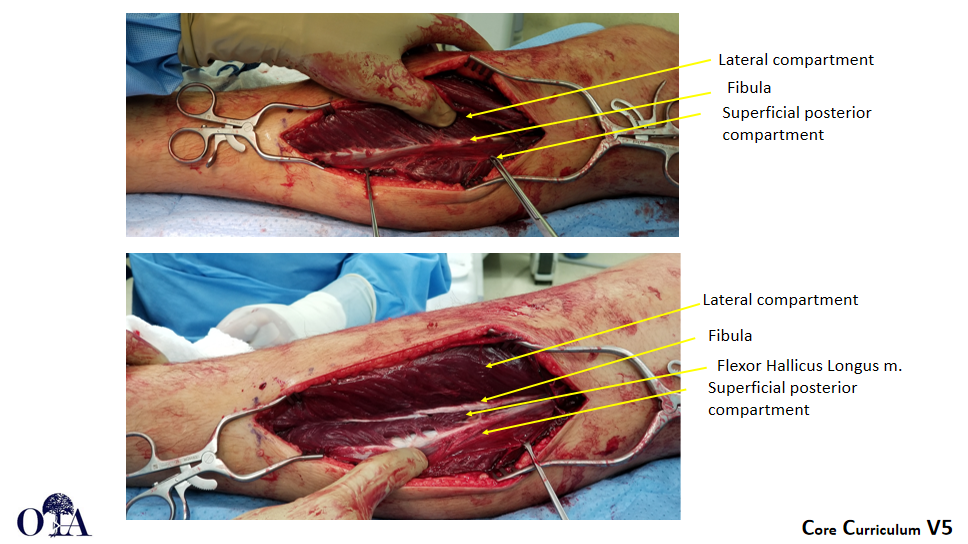 Lateral compartment
Fibula
Superficial posterior
compartment
Lateral compartment
Fibula
Flexor Hallicus Longus m.
Superficial posterior
compartment
OTA
Core Curriculum V5